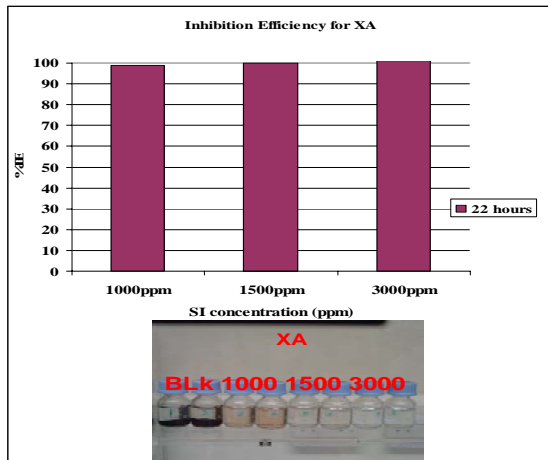 Inhibition Efficiency for XA
%IE
100
90
80
70
60
50
40
30
20
10
0
1000ppm 1500ppm 3000ppm
SI concentration (ppm)
22 hours
XA
BLk 1000 1500 3000